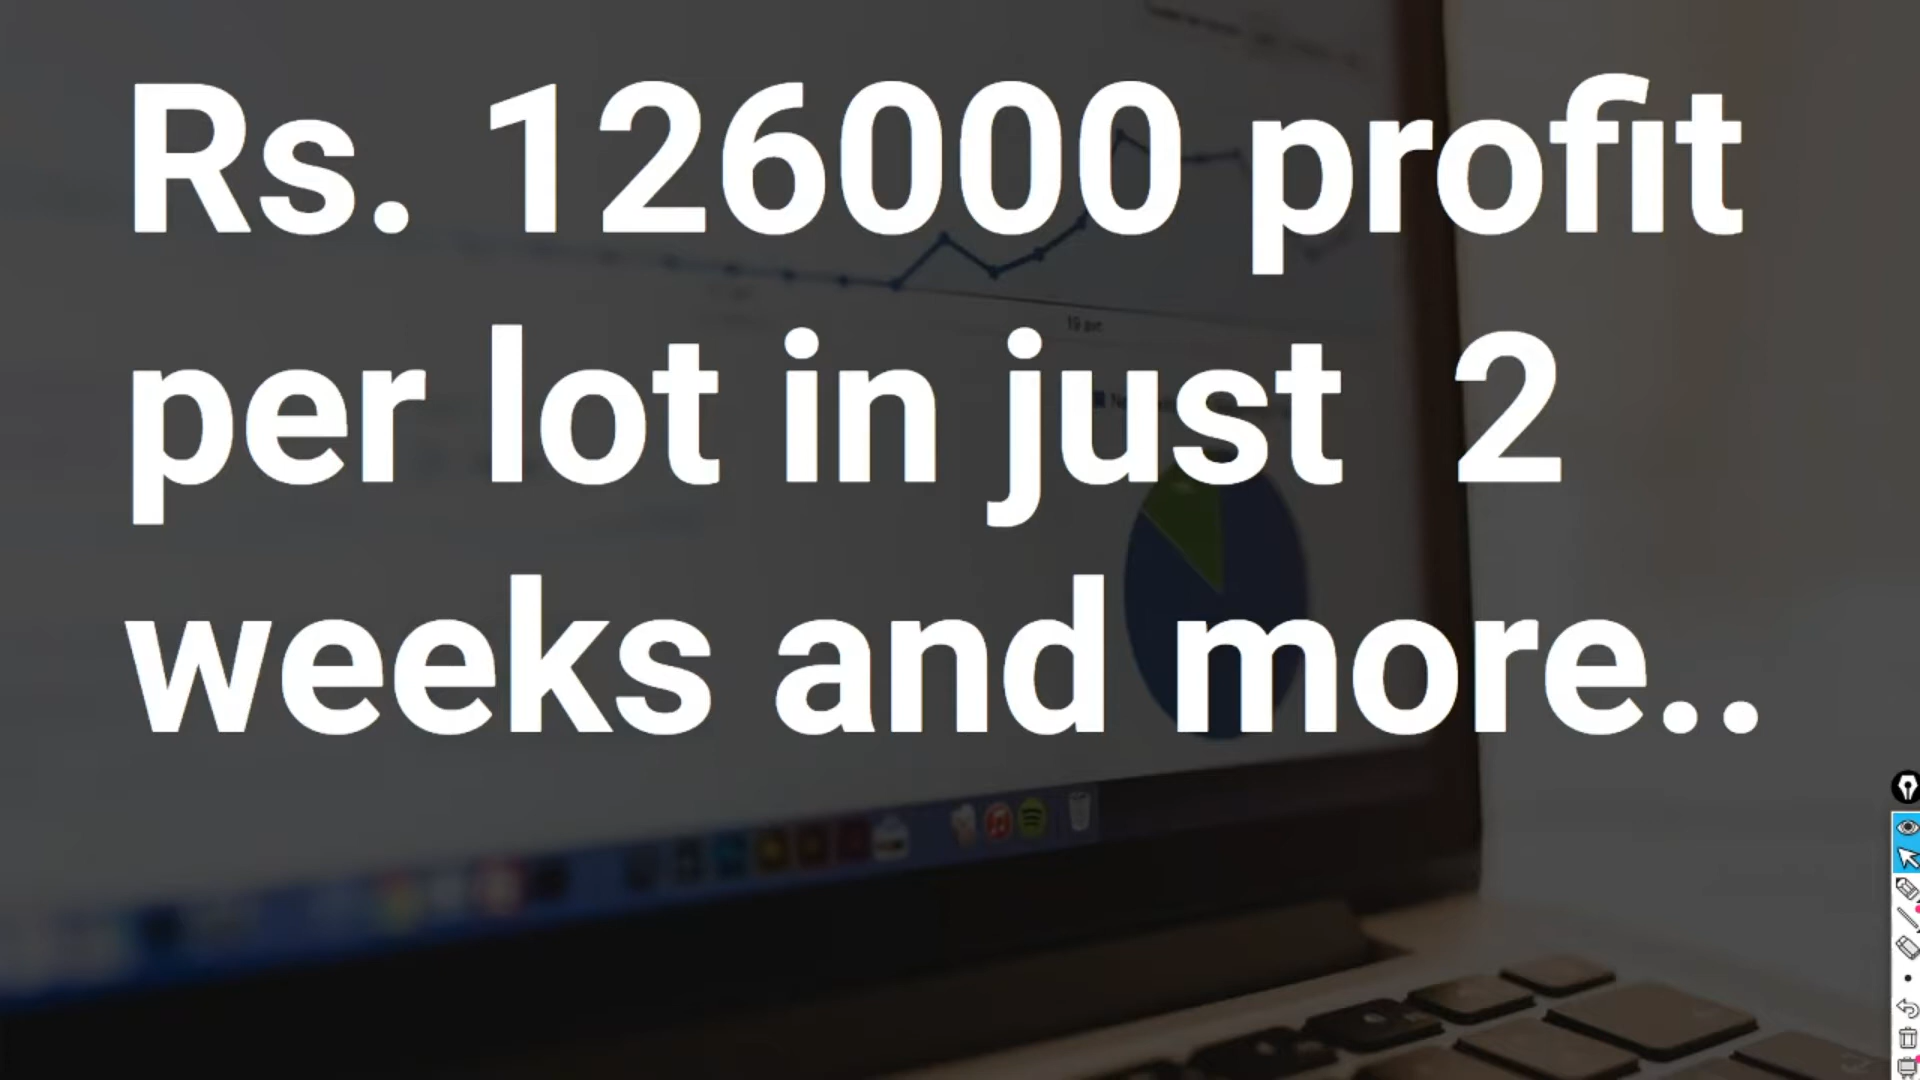 Rs. 126000 profit
per lot in just 2
weeks and more..